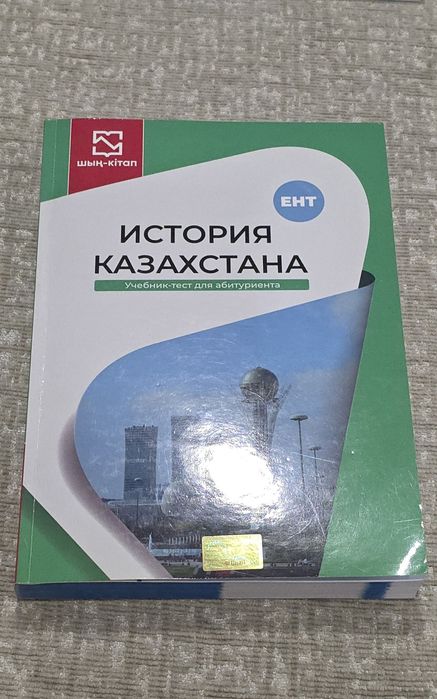 шың-кітап
ЕНТ
ИСТОРИЯ
КАЗАХСТАНА
Учебник-тест для абитуриента